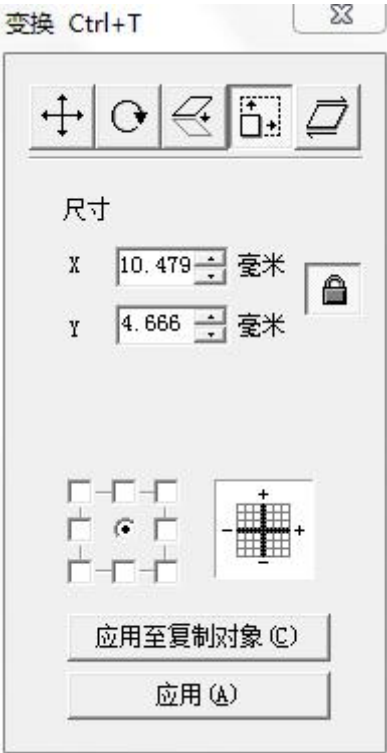 变换 Ctrl+T
尺寸
X 10.479 毫米
Y 4.666 毫米
+
- +
-
应用至复制对象(C)
应用(A)